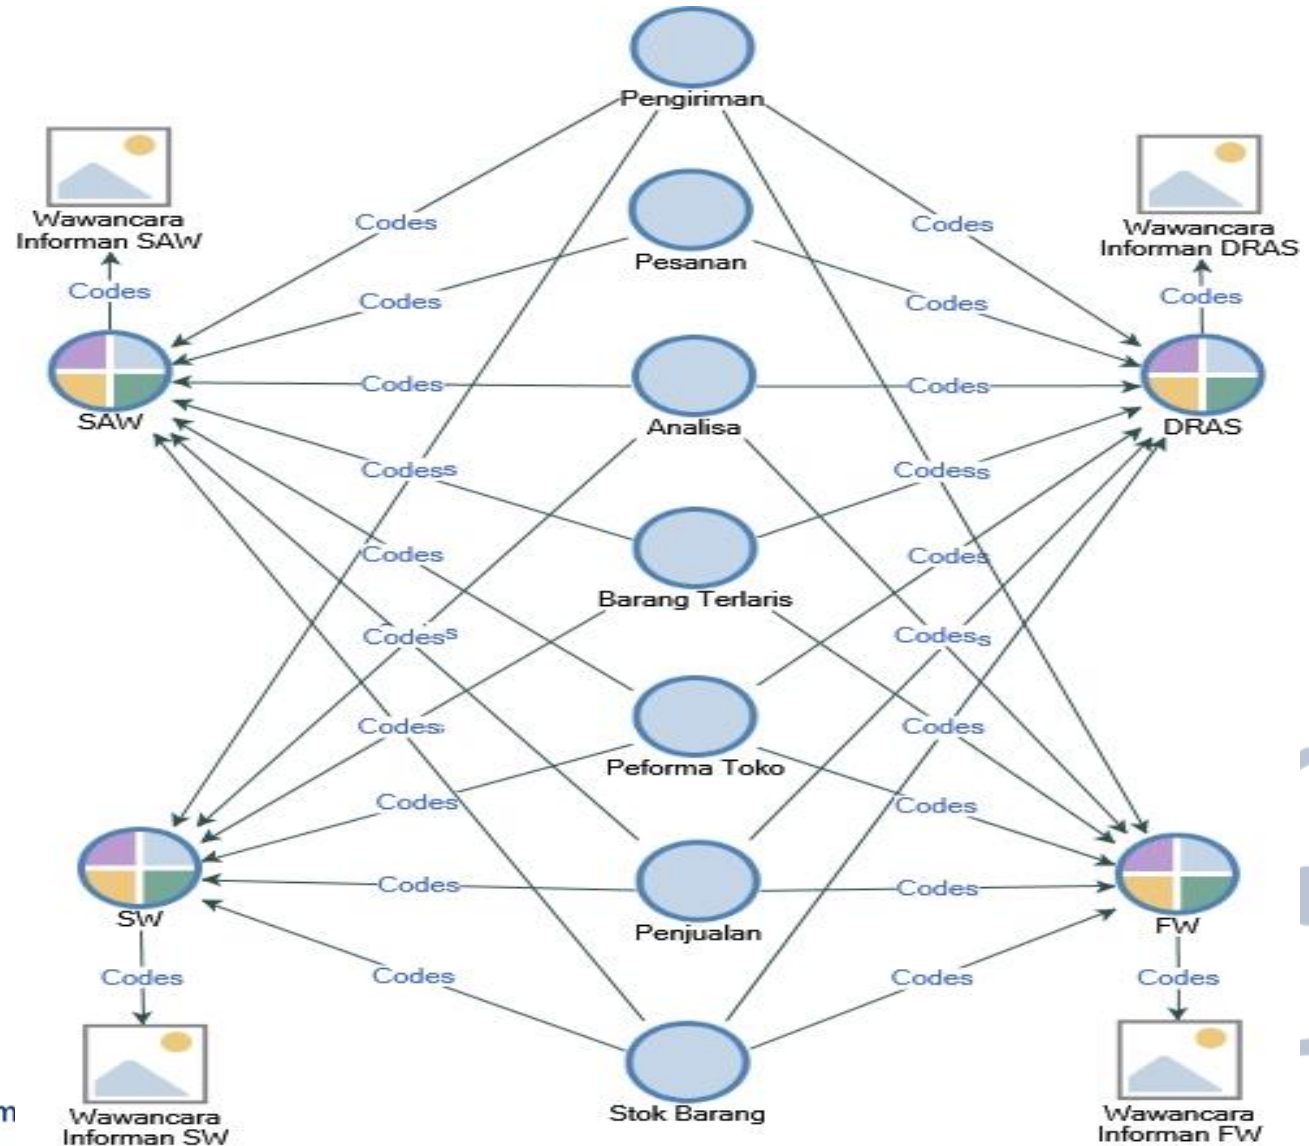 Pengiriman
Wawancara
Informan SAW
Wawancara
Informan DRAS
Codes
Codes
Pesanan
Codes
Codes
Codes
Codes
Codes
Codes
SAW
Analisa
DRAS
Codes
Codes
Codes
Codes
Barang Terlaris
Codes
Codes
Codes
Codes
Peforma Toko
Codes
Codes
Codes
Codes
SW
Penjualan
FW
Codes
Codes
Codes
Codes
Stok Barang
Wawancara
Informan SW
Wawancara
Informan FW